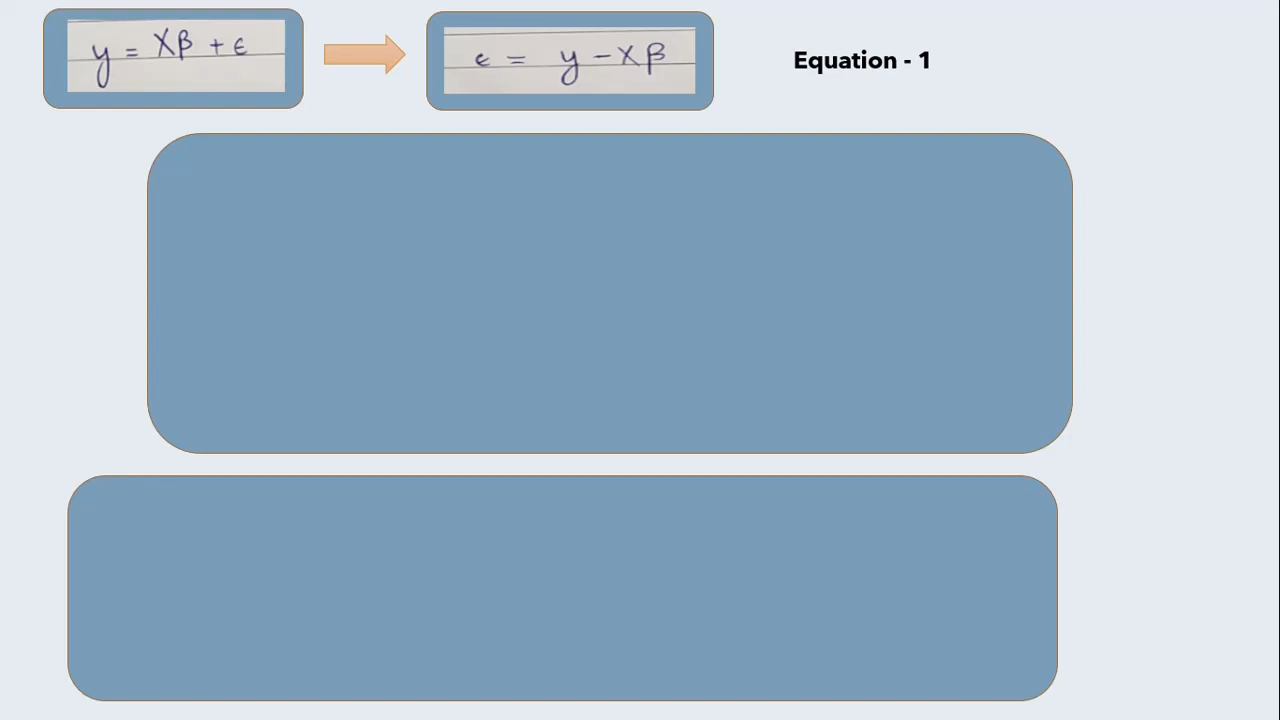 y = Xβ + ϵ
ϵ = y - Xβ
Equation - 1